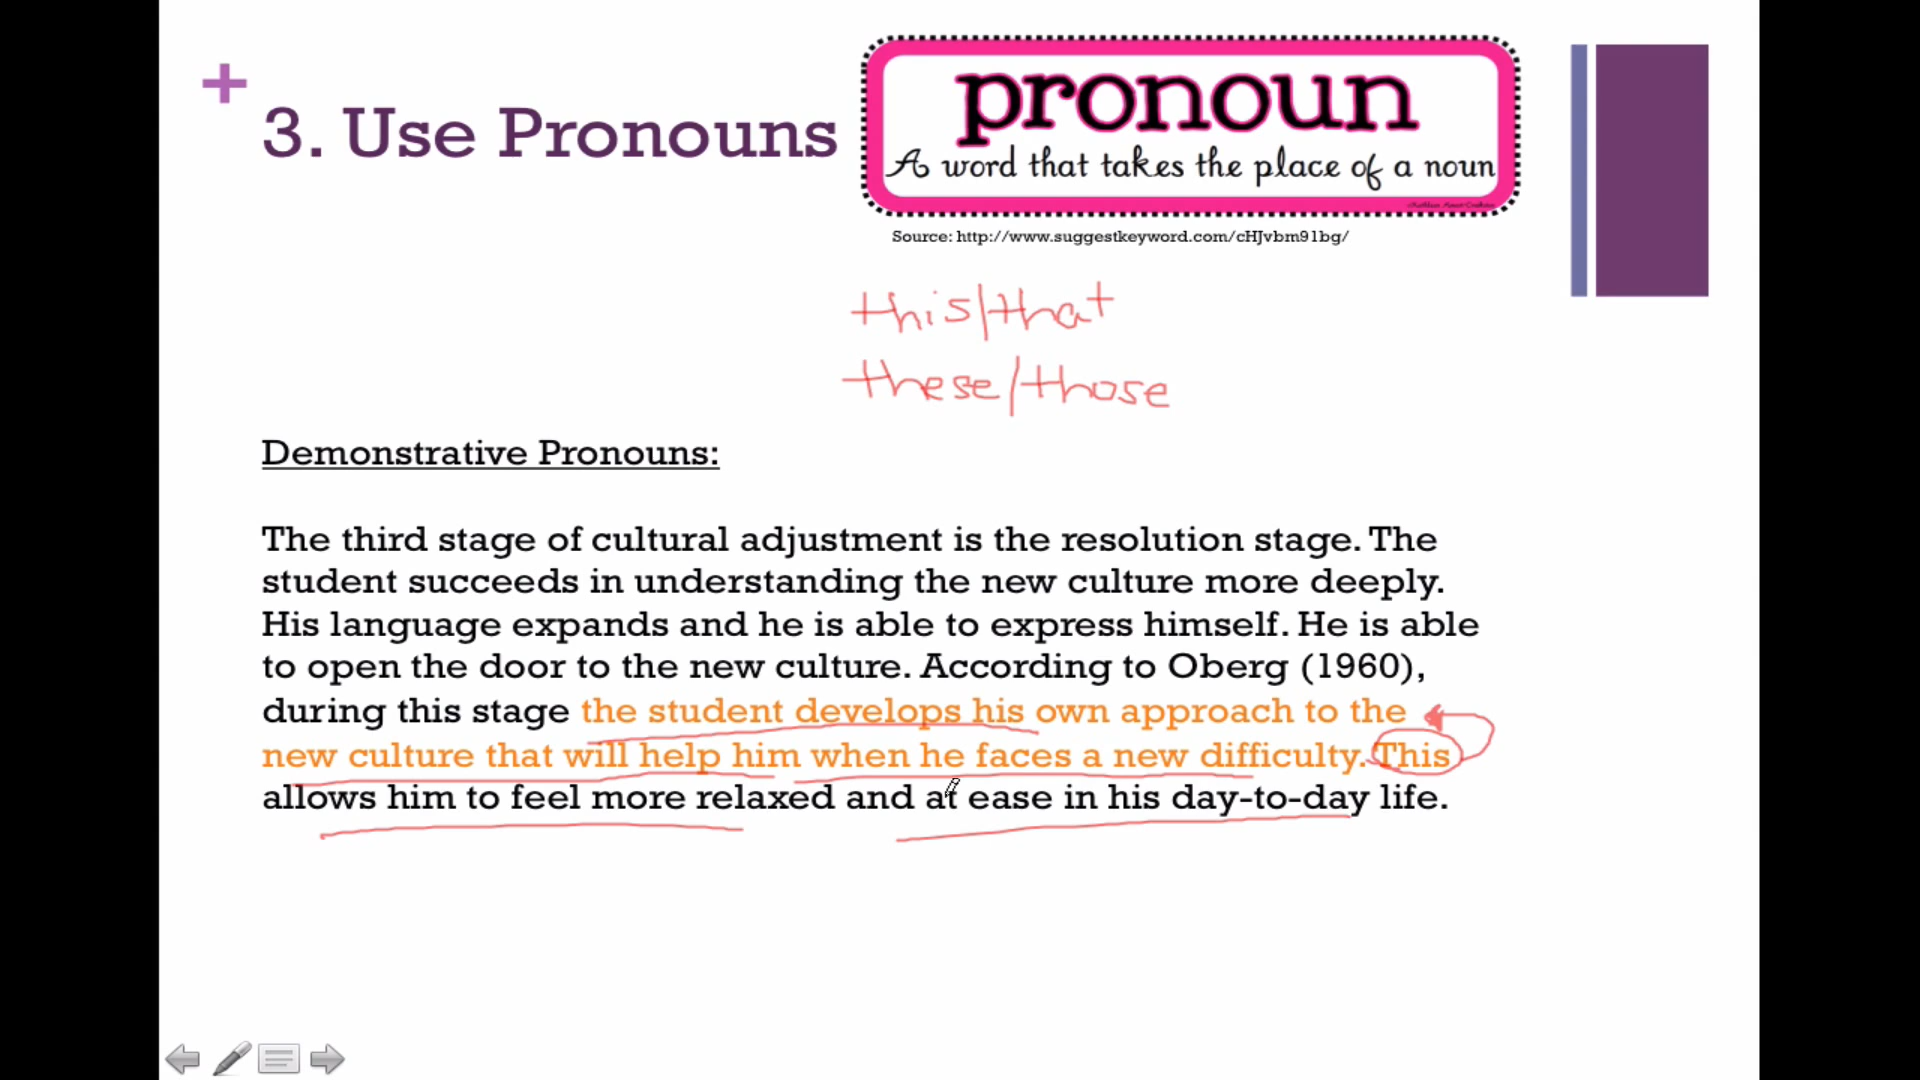 +
3. Use Pronouns
pronoun
A word that takes the place of a noun
Source: http://www.suggestkeyword.com/cHJvbm91bg/
this/that
these/those
Demonstrative Pronouns:
The third stage of cultural adjustment is the resolution stage. The
student succeeds in understanding the new culture more deeply.
His language expands and he is able to express himself. He is able
to open the door to the new culture. According to Oberg (1960),
during this stage the student develops his own approach to the
new culture that will help him when he faces a new difficulty. This
allows him to feel more relaxed and at ease in his day-to-day life.